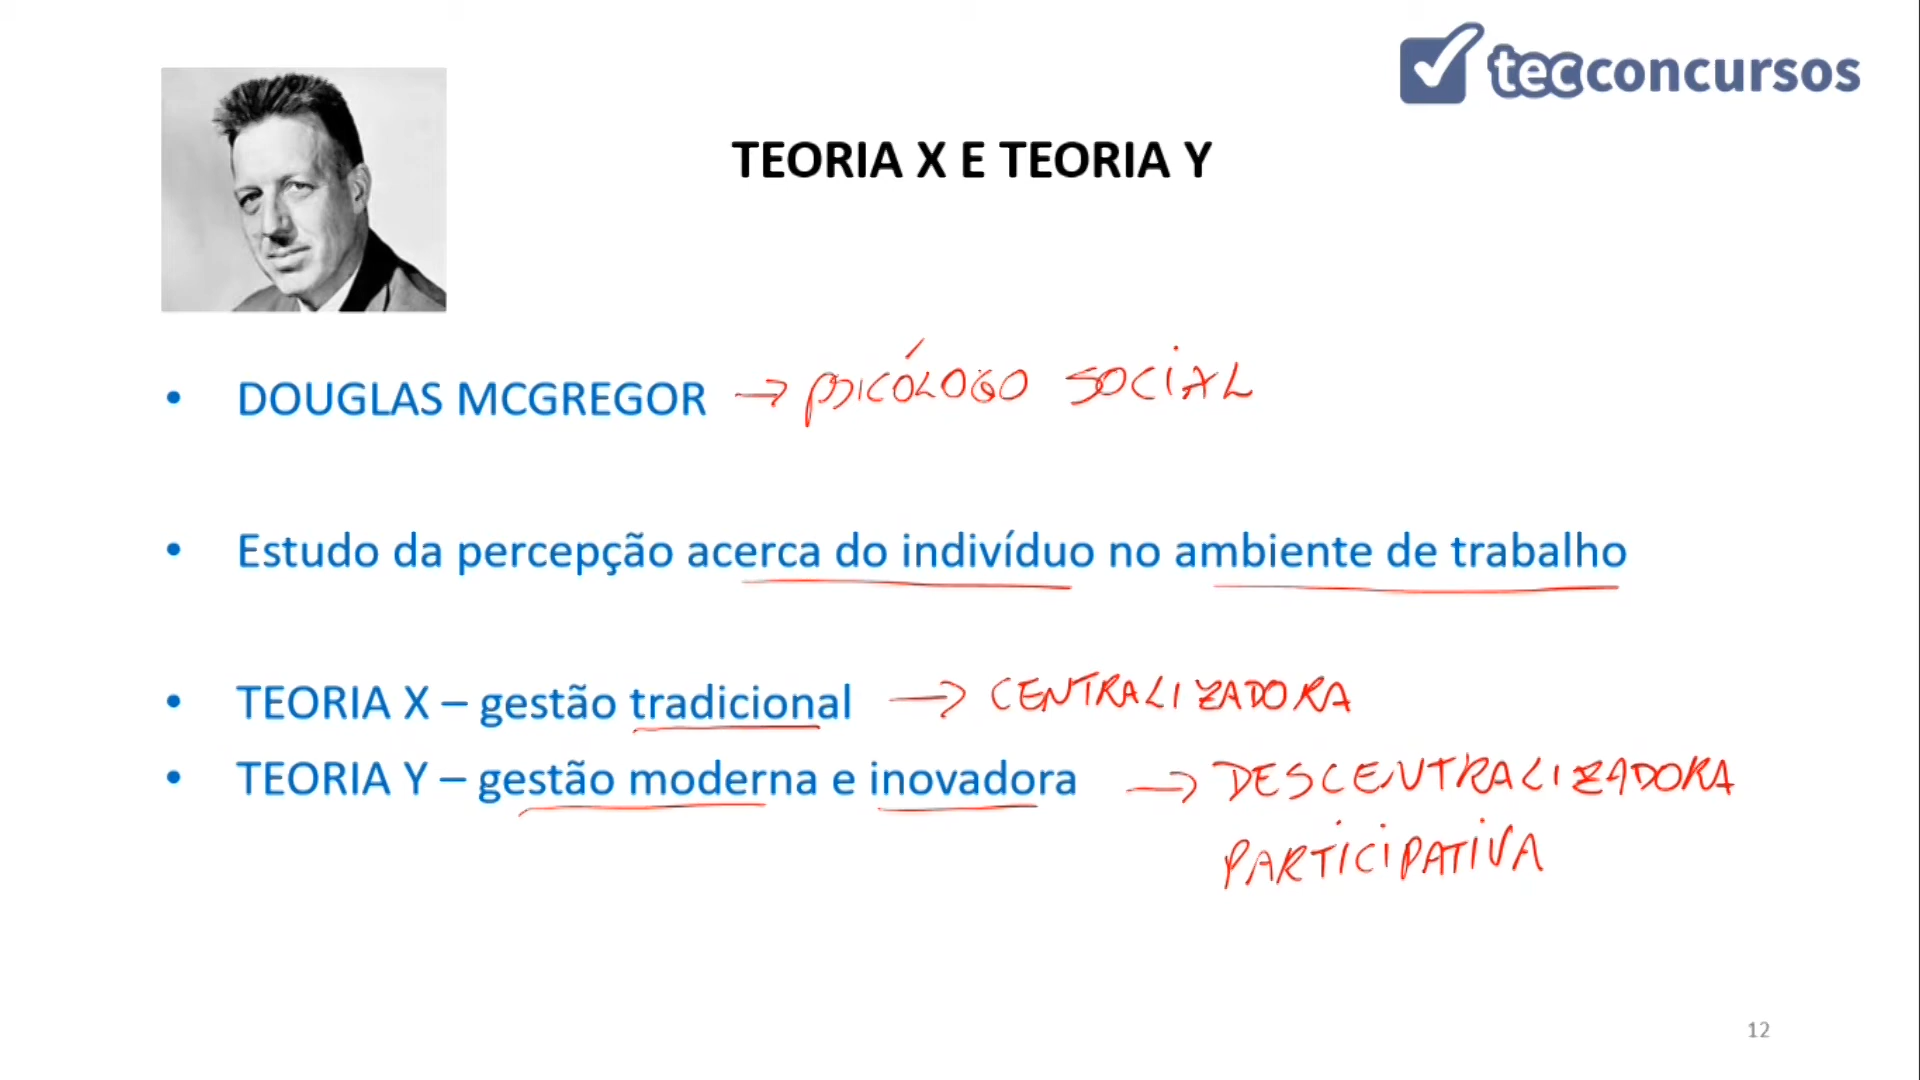 tecconcursos
TEORIA X E TEORIA Y
• DOUGLAS MCGREGOR → PSICÓLOGO SOCIAL
• Estudo da percepção acerca do indivíduo no ambiente de trabalho
• TEORIA X – gestão tradicional → CENTRALIZADORA
• TEORIA Y – gestão moderna e inovadora → DESCENTRALIZADORA
PARTICIPATIVA
12